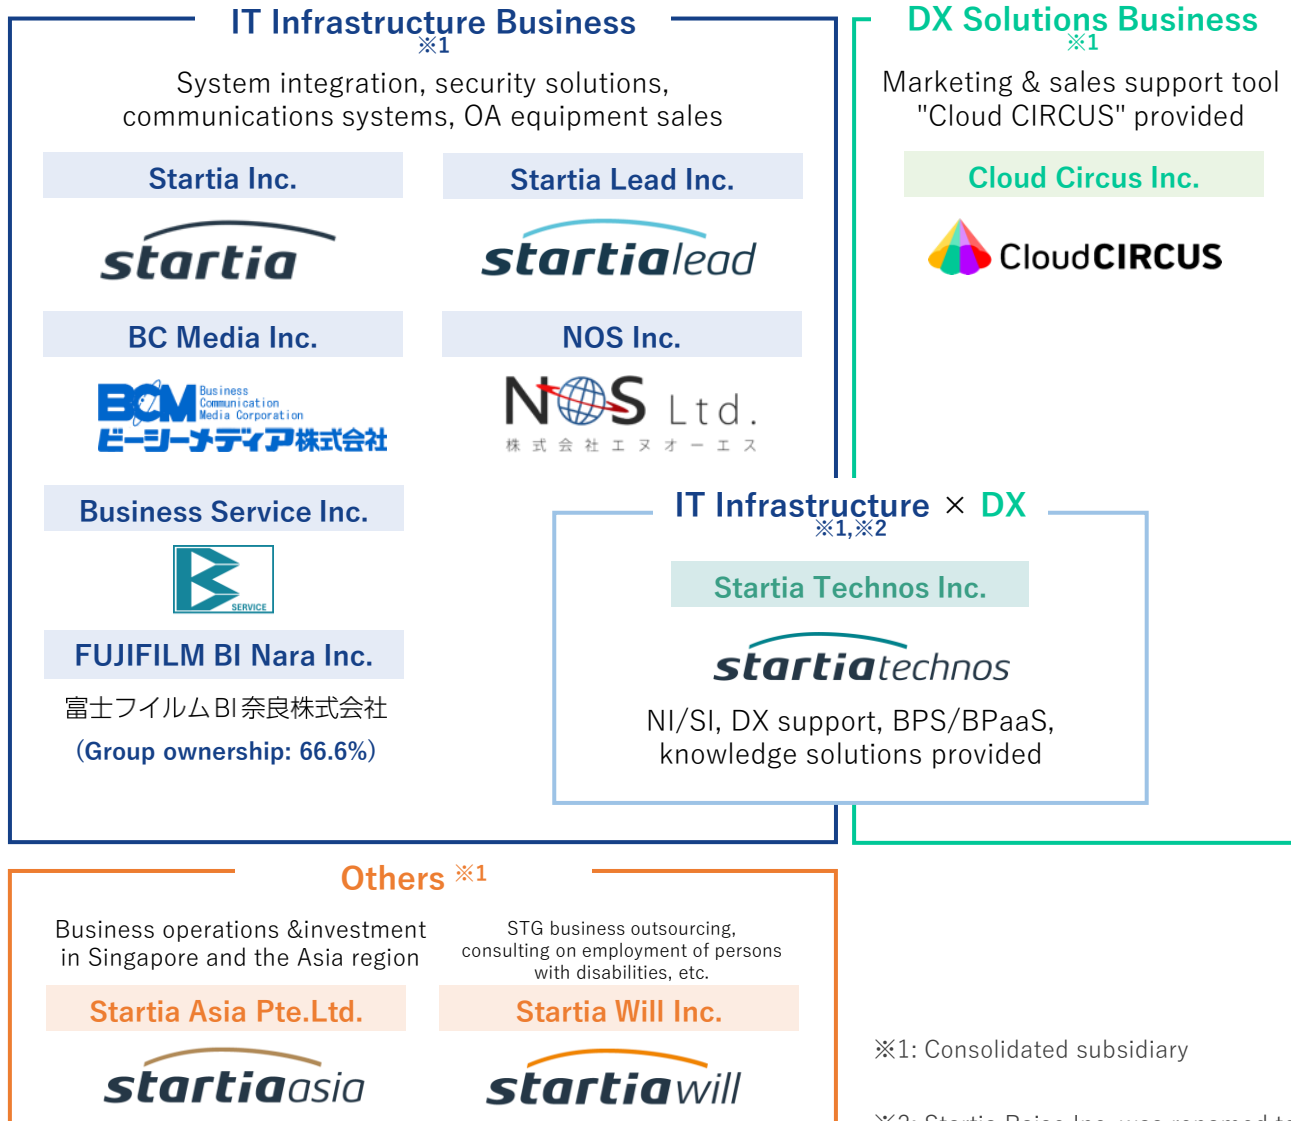 IT Infrastructure Business
※1
System integration, security solutions,
communications systems, OA equipment sales
Startia Inc.
startia
Startia Lead Inc.
startialead
BC Media Inc.
BCM Business
Communication
Media Corporation
ビーシーメディア株式会社
NOS Inc.
NOS Ltd.
株式会社エヌオーエス
Business Service Inc.
B
SERVICE
FUJIFILM BI Nara Inc.
富士フイルムBI奈良株式会社
(Group ownership: 66.6%)
DX Solutions Business
※1
Marketing & sales support tool
"Cloud CIRCUS" provided
Cloud Circus Inc.
CloudCIRCUS
IT Infrastructure × DX
※1,※2
Startia Technos Inc.
startiatechnos
NI/SI, DX support, BPS/BPaaS,
knowledge solutions provided
Others ※1
Business operations &investment
in Singapore and the Asia region
Startia Asia Pte.Ltd.
startiaasia
STG business outsourcing,
consulting on employment of persons
with disabilities, etc.
Startia Will Inc.
startiawill
※1: Consolidated subsidiary
※2: Startia Raise Inc. was renamed to